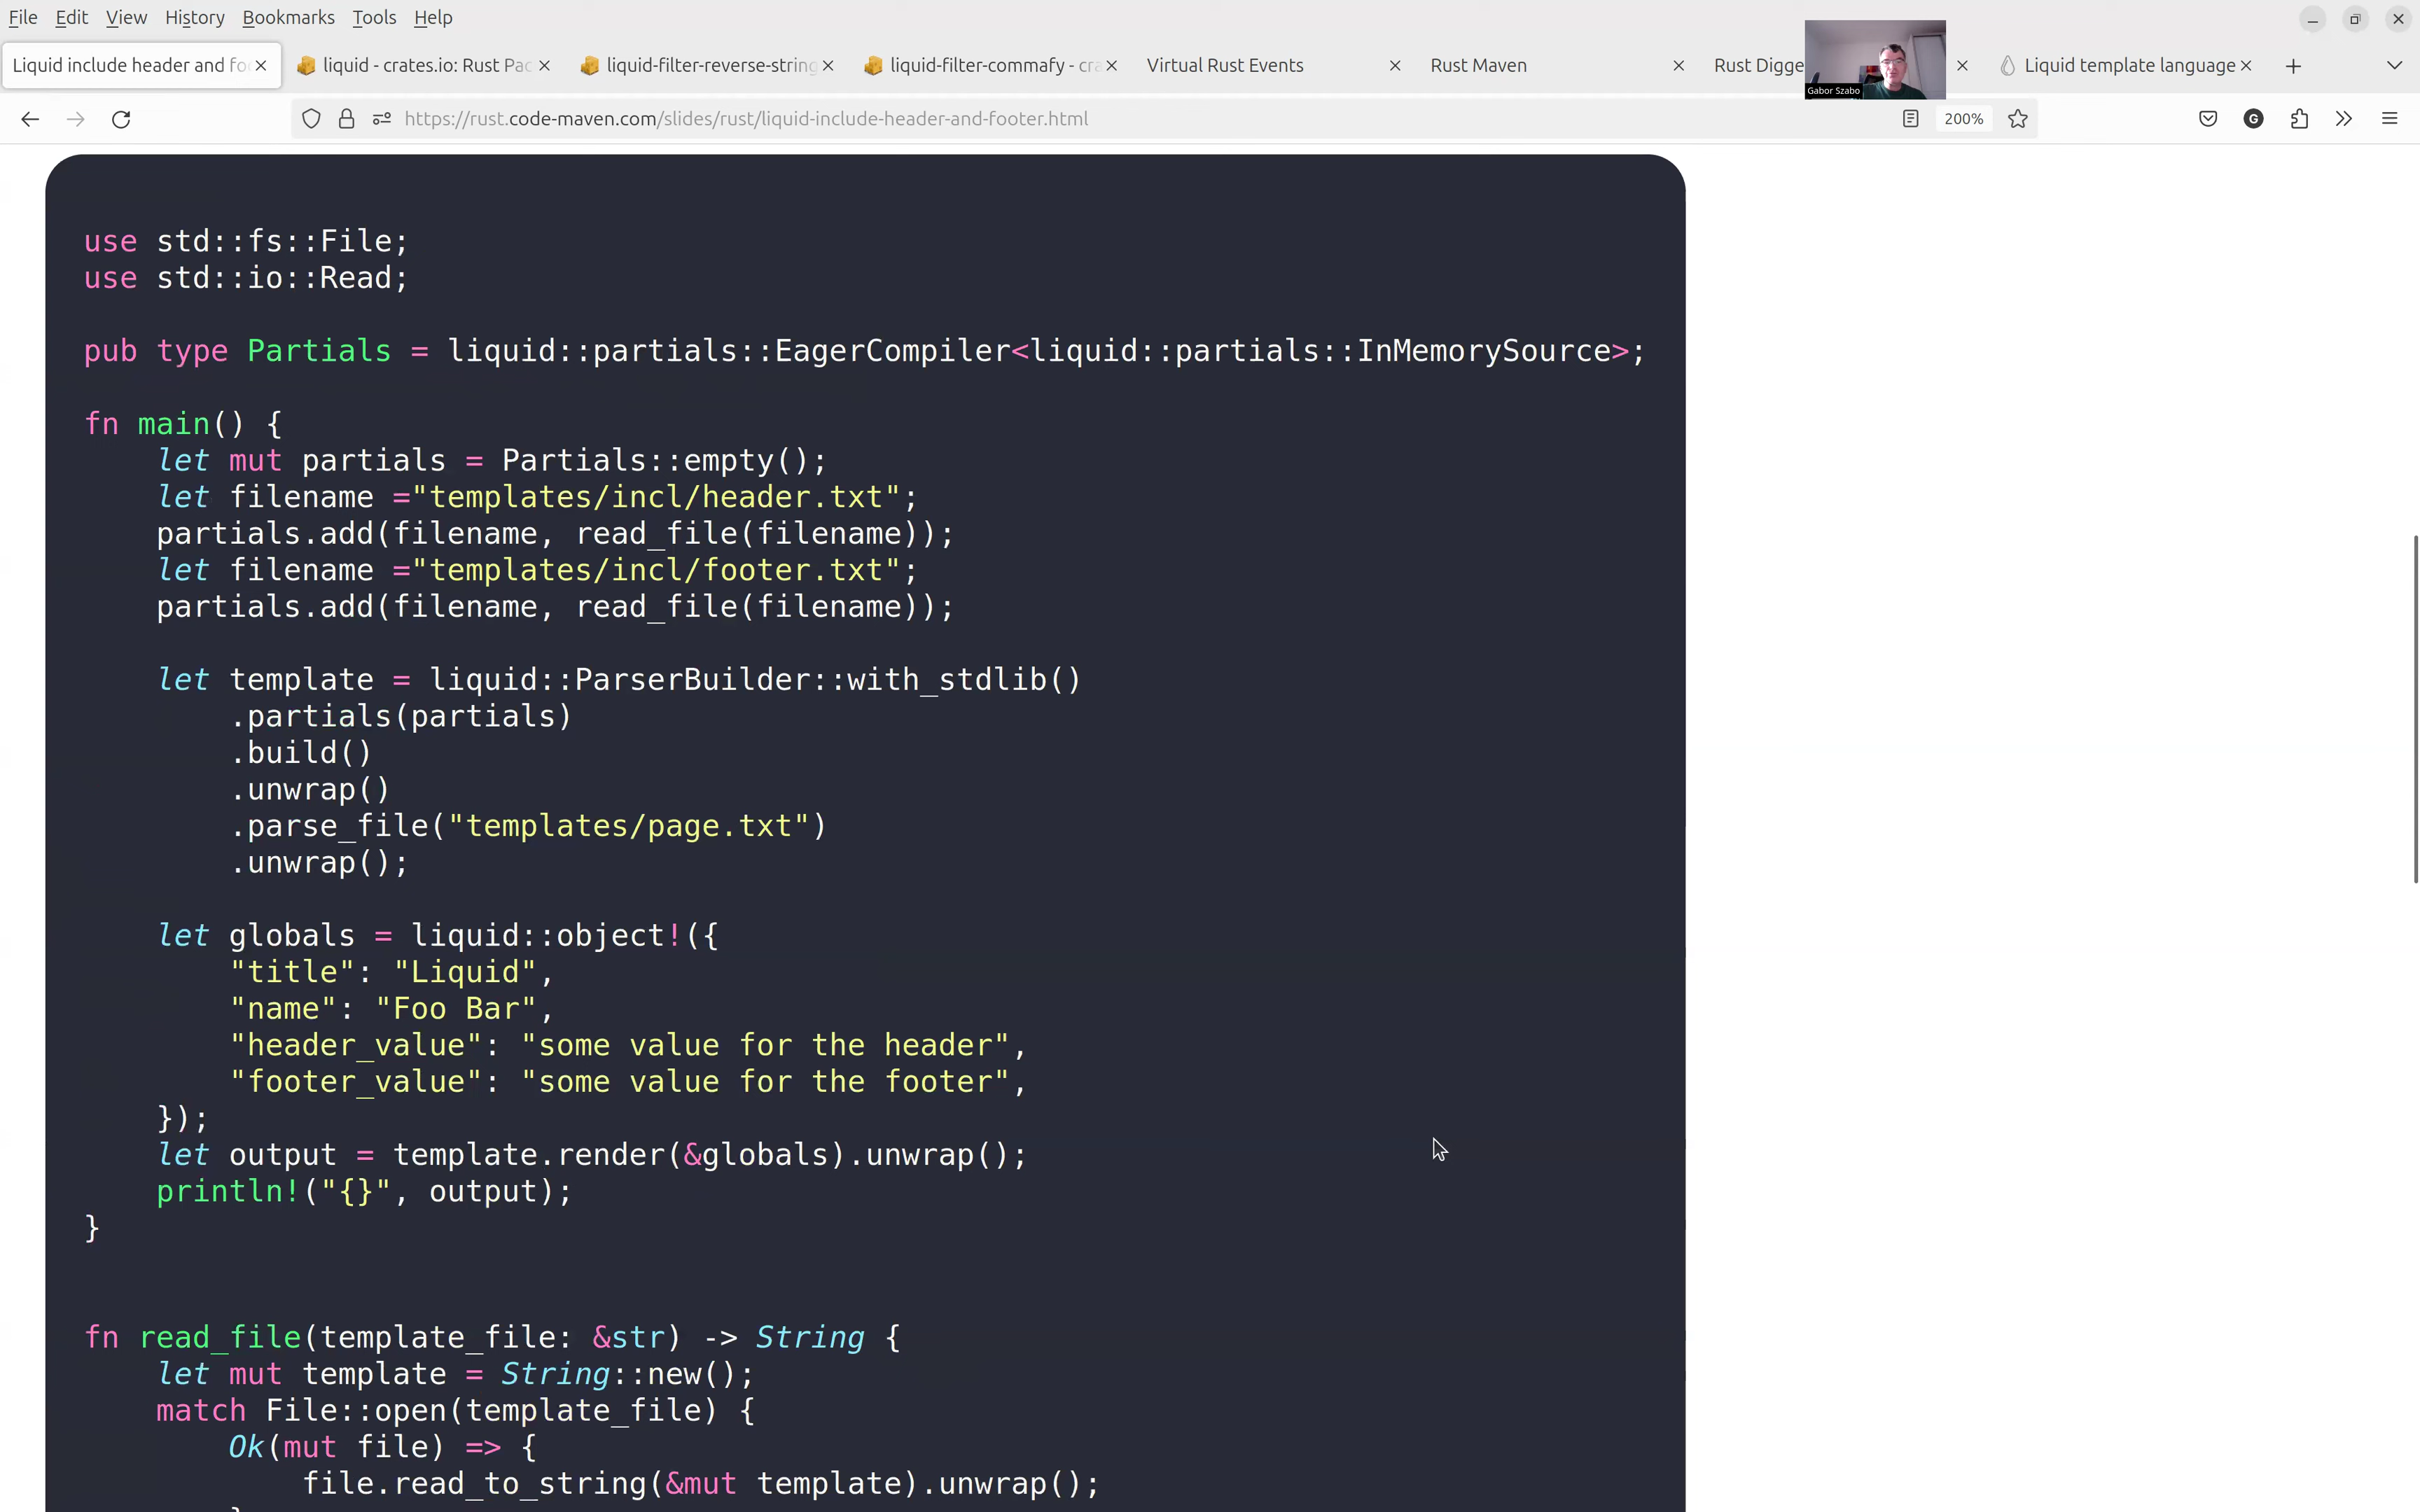 File Edit View History Bookmarks Tools Help
Liquid include header and fo
liquid - crates.io: Rust Pac
liquid-filter-reverse-string
liquid-filter-commafy - cra
Virtual Rust Events
Rust Maven
Rust Digge
Liquid template language
Gabor Szabo
https://rust.code-maven.com/slides/rust/liquid-include-header-and-footer.html
200%
G
use std::fs::File;
use std::io::Read;
pub type Partials = liquid::partials::EagerCompiler<liquid::partials::InMemorySource>;
fn main() {
    let mut partials = Partials::empty();
    let filename ="templates/incl/header.txt";
    partials.add(filename, read_file(filename));
    let filename ="templates/incl/footer.txt";
    partials.add(filename, read_file(filename));
    let template = liquid::ParserBuilder::with_stdlib()
        .partials(partials)
        .build()
        .unwrap()
        .parse_file("templates/page.txt")
        .unwrap();
    let globals = liquid::object!({
        "title": "Liquid",
        "name": "Foo Bar",
        "header_value": "some value for the header",
        "footer_value": "some value for the footer",
    });
    let output = template.render(&globals).unwrap();
    println!("{}", output);
}
fn read_file(template_file: &str) -> String {
    let mut template = String::new();
    match File::open(template_file) {
        Ok(mut file) => {
            file.read_to_string(&mut template).unwrap();